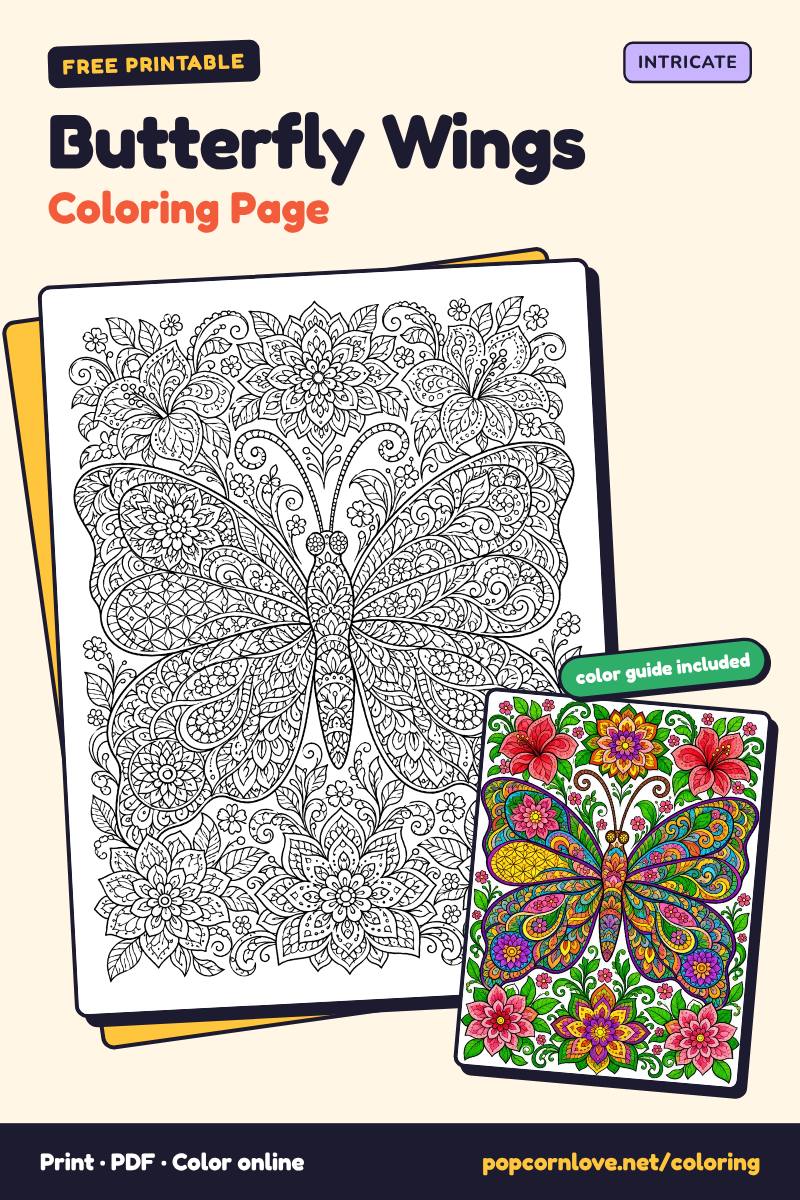 FREE PRINTABLE
INTRICATE
Butterfly Wings
Coloring Page
color guide included
Print · PDF · Color online
popcornlove.net/coloring